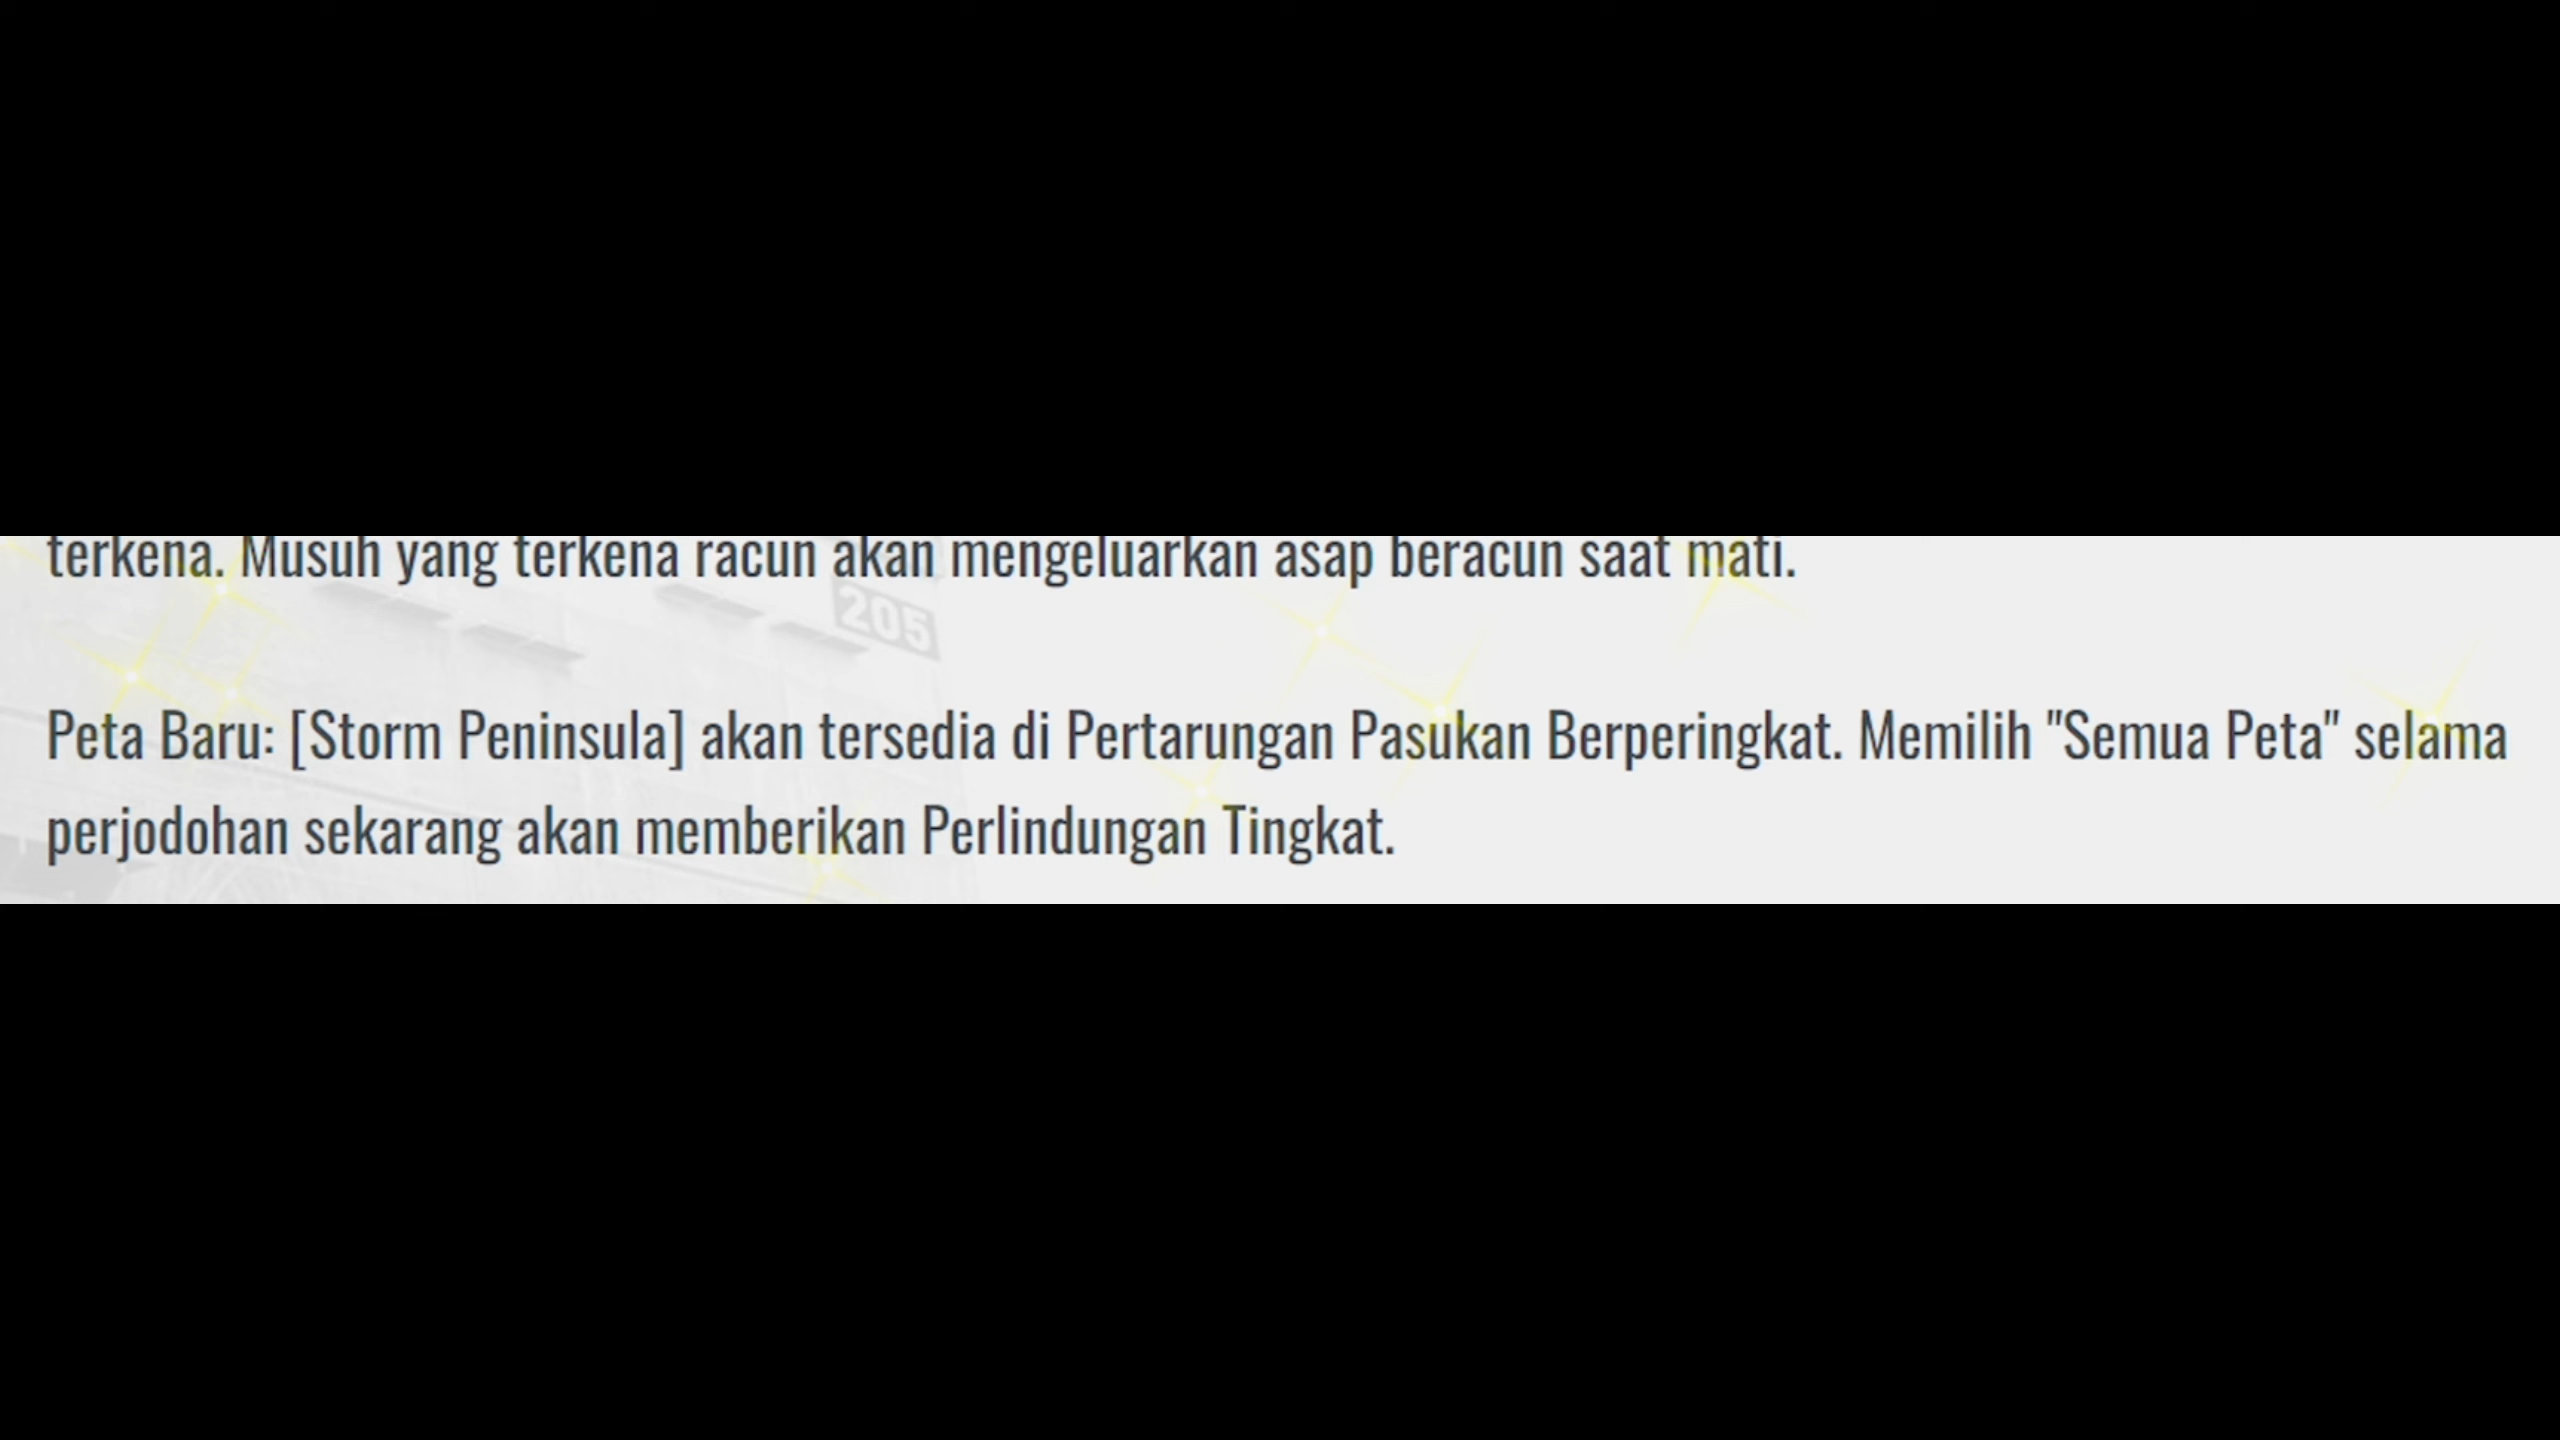 terkena. Musuh yang terkena racun akan mengeluarkan asap beracun saat mati.
205
Peta Baru: [Storm Peninsula] akan tersedia di Pertarungan Pasukan Berperingkat. Memilih "Semua Peta" selama
perjodohan sekarang akan memberikan Perlindungan Tingkat.